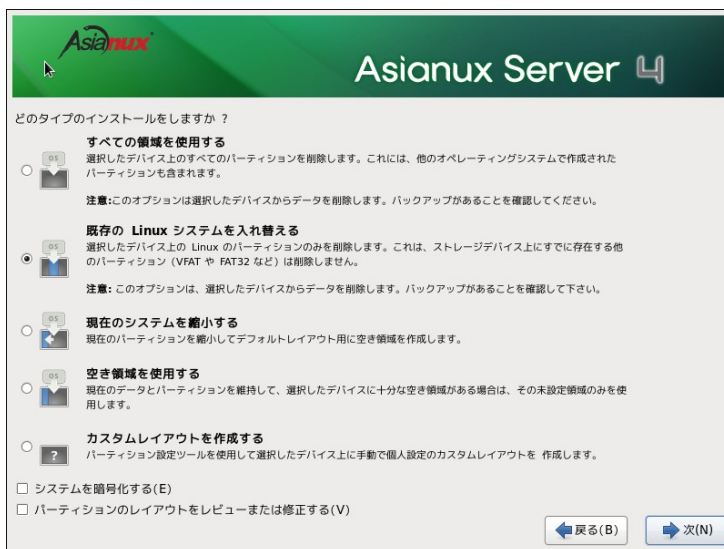 Asianux
Asianux Server 4
どのタイプのインストールをしますか ?
すべての領域を使用する
選択したデバイス上のすべてのパーティションを削除します。これには、他のオペレーティングシステムで作成された
パーティションも含まれます。
注意:このオプションは選択したデバイスからデータを削除します。バックアップがあることを確認してください。
既存の Linux システムを入れ替える
選択したデバイス上の Linux のパーティションのみを削除します。これは、ストレージデバイス上にすでに存在する他
のパーティション (VFAT や FAT32 など) は削除しません。
注意: このオプションは、選択したデバイスからデータを削除します。バックアップがあることを確認して下さい。
現在のシステムを縮小する
現在のパーティションを縮小してデフォルトレイアウト用に空き領域を作成します。
空き領域を使用する
現在のデータとパーティションを維持して、選択したデバイスに十分な空き領域がある場合は、その未設定領域のみを使
用します。
カスタムレイアウトを作成する
パーティション設定ツールを使用して選択したデバイス上に手動で個人設定のカスタムレイアウトを 作成します。
システムを暗号化する(E)
パーティションのレイアウトをレビューまたは修正する(V)
戻る(B)
次(N)
OS
OS
OS
OS
?